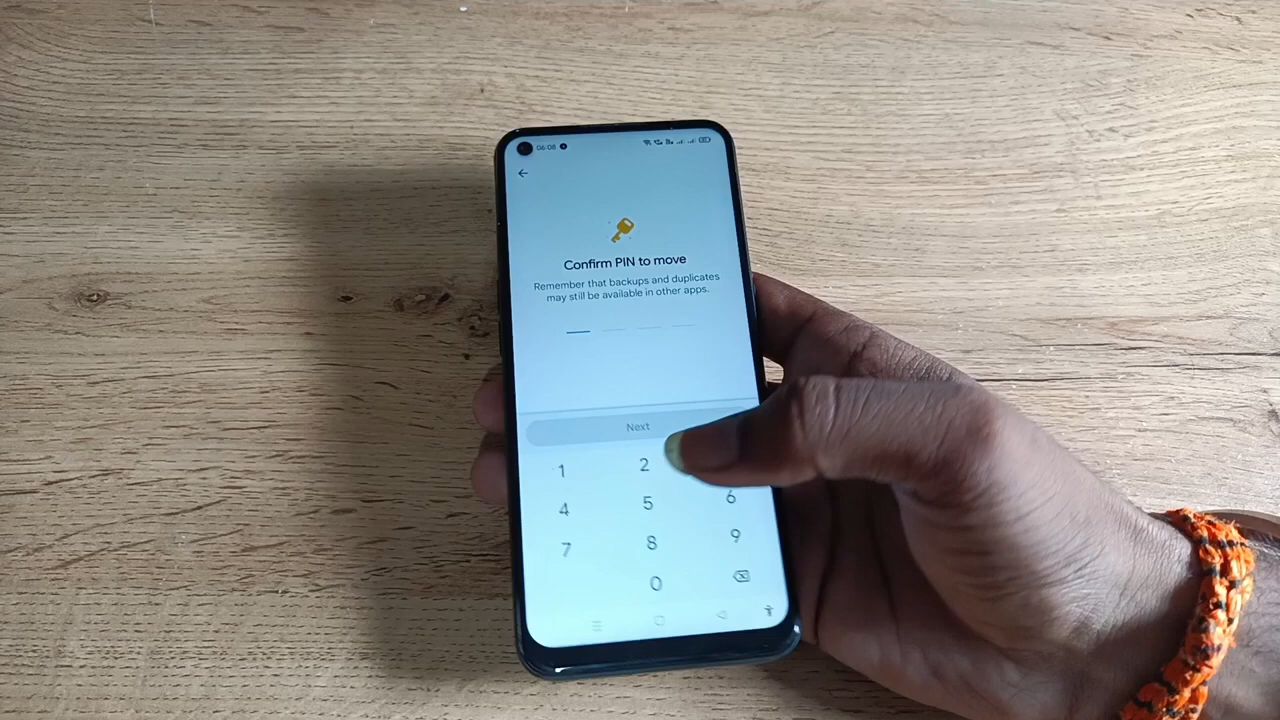 06:08
Confirm PIN to move
Remember that backups and duplicates
may still be available in other apps.
Next
1 2
4 5 6
7 8 9
0